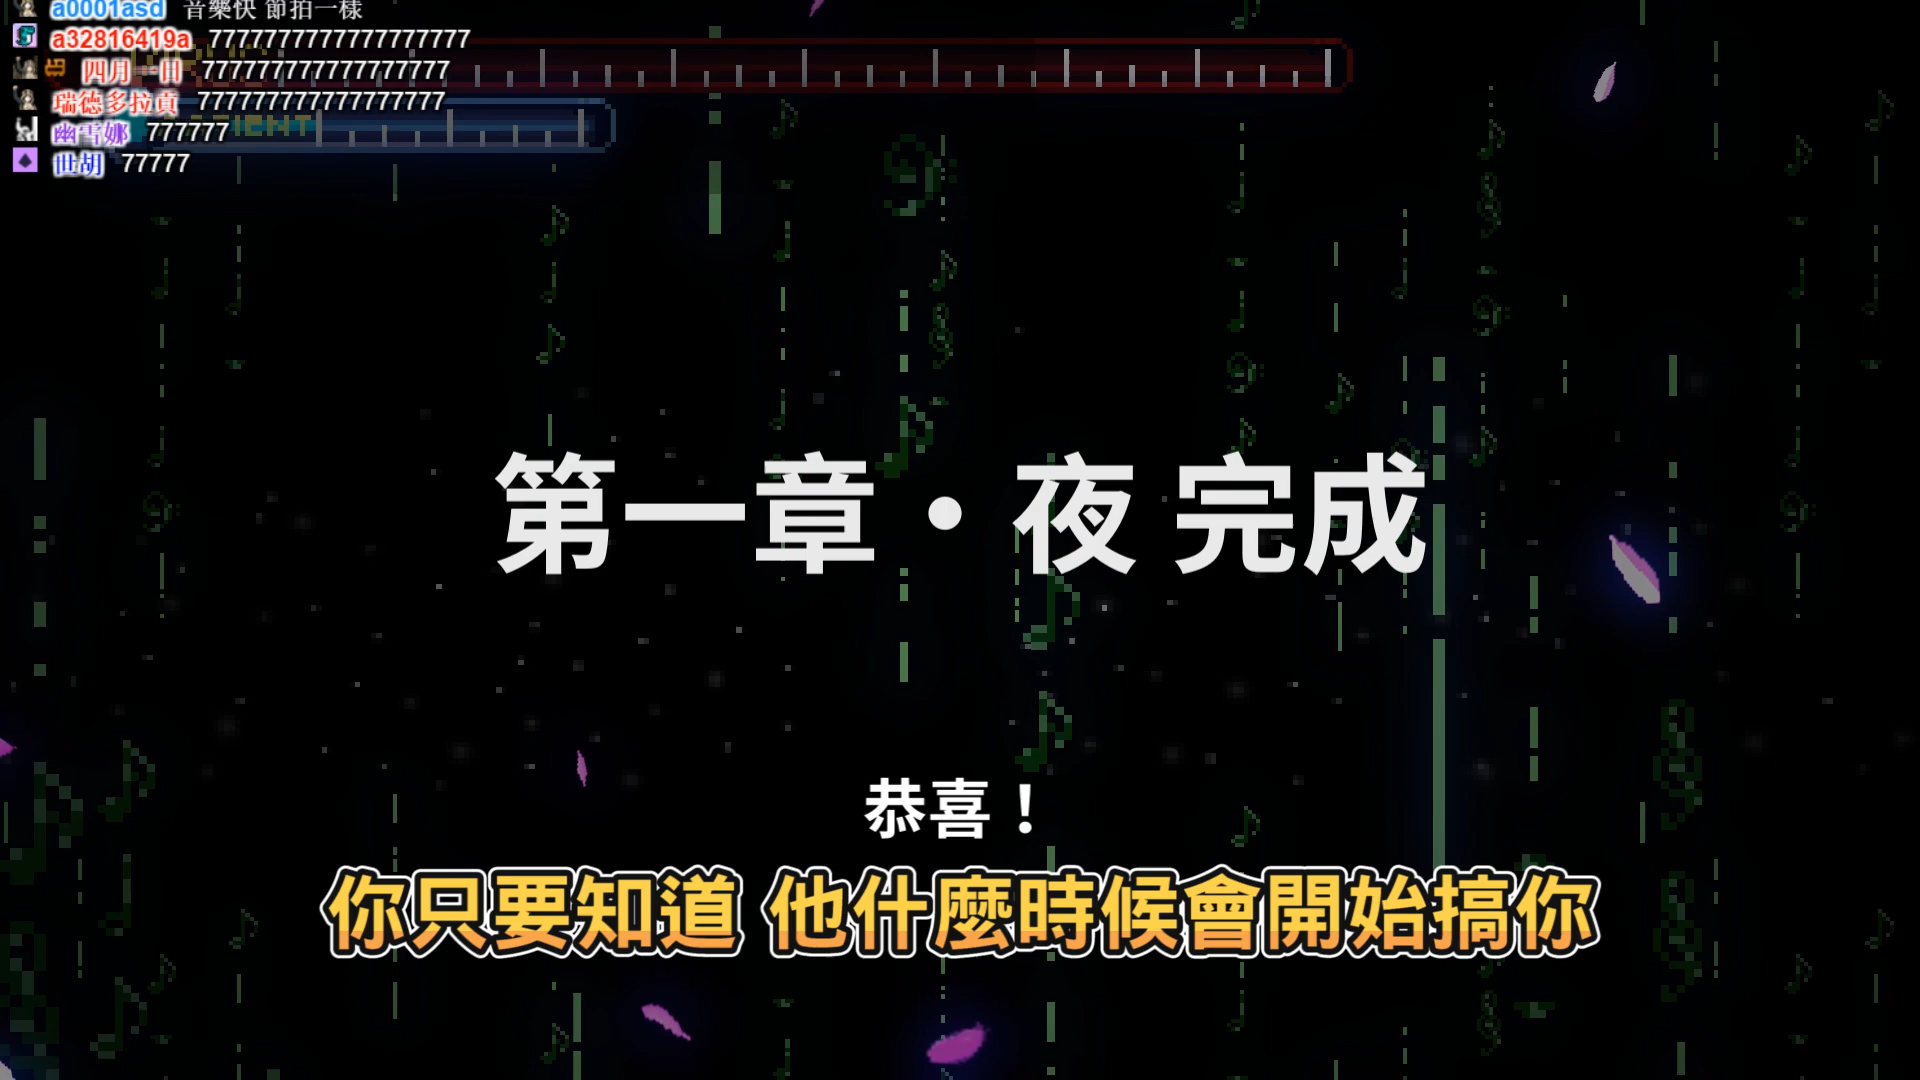 a0001asd 音樂快 節拍一樣
a32816419a 77777777777777777777
四月一日 7777777777777777777
瑞德多拉貢 7777777777777777777
幽雪娜 777777
世胡 77777
第一章·夜 完成
恭喜！
你只要知道 他什麼時候會開始搞你